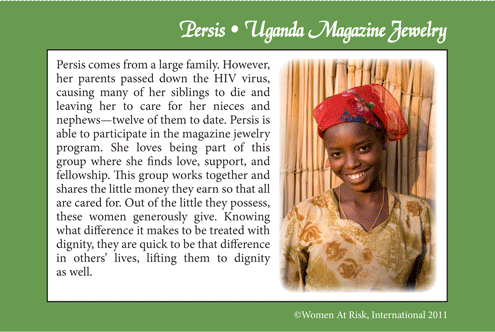 Persis • Uganda Magazine Jewelry
Persis comes from a large family. However,
her parents passed down the HIV virus,
causing many of her siblings to die and
leaving her to care for her nieces and
nephews—twelve of them to date. Persis is
able to participate in the magazine jewelry
program. She loves being part of this
group where she finds love, support, and
fellowship. This group works together and
shares the little money they earn so that all
are cared for. Out of the little they possess,
these women generously give. Knowing
what difference it makes to be treated with
dignity, they are quick to be that difference
in others’ lives, lifting them to dignity
as well.
©Women At Risk, International 2011